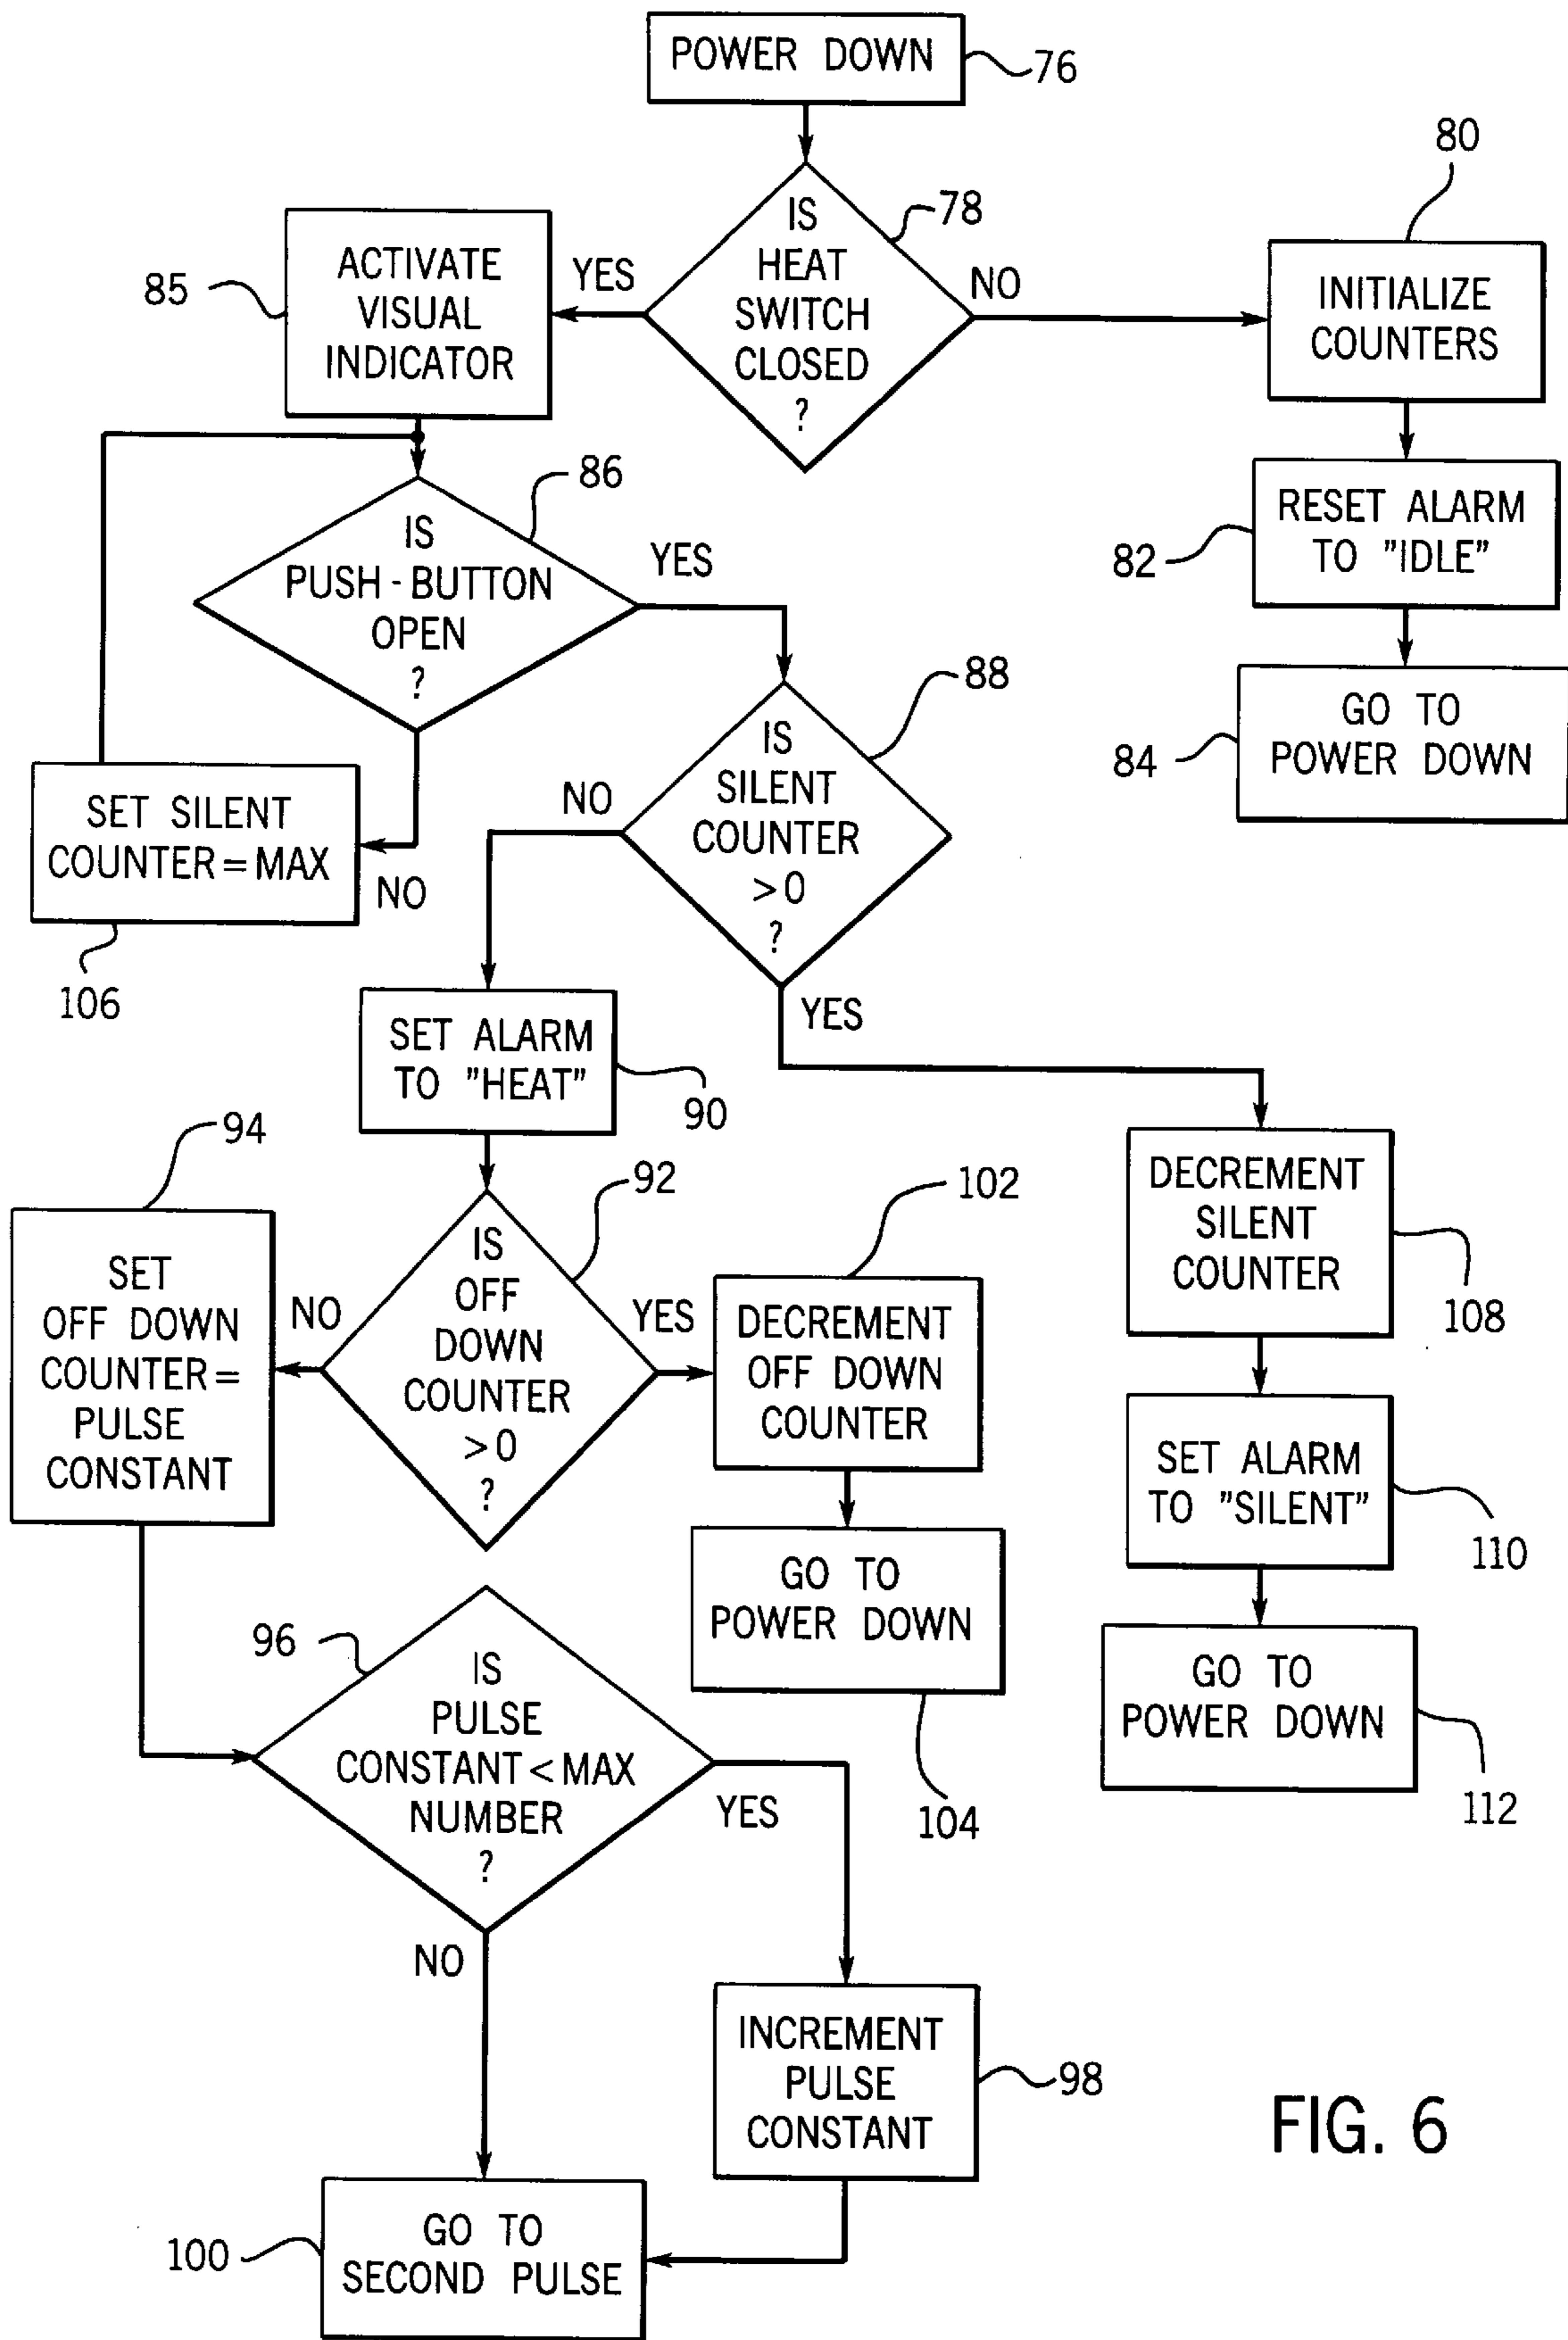 POWER DOWN
76
IS
HEAT
SWITCH
CLOSED
?
78
YES
NO
80
INITIALIZE
COUNTERS
ACTIVATE
VISUAL
INDICATOR
85
RESET ALARM
TO "IDLE"
82
GO TO
POWER DOWN
84
IS
PUSH-BUTTON
OPEN
?
86
YES
NO
SET SILENT
COUNTER = MAX
106
IS
SILENT
COUNTER
> 0
?
88
NO
YES
SET ALARM
TO "HEAT"
90
IS
OFF
DOWN
COUNTER
> 0
?
92
NO
YES
94
SET
OFF DOWN
COUNTER =
PULSE
CONSTANT
102
DECREMENT
OFF DOWN
COUNTER
GO TO
POWER DOWN
104
DECREMENT
SILENT
COUNTER
108
SET ALARM
TO "SILENT"
110
GO TO
POWER DOWN
112
96
IS
PULSE
CONSTANT < MAX
NUMBER
?
YES
NO
INCREMENT
PULSE
CONSTANT
98
GO TO
SECOND PULSE
100
FIG. 6